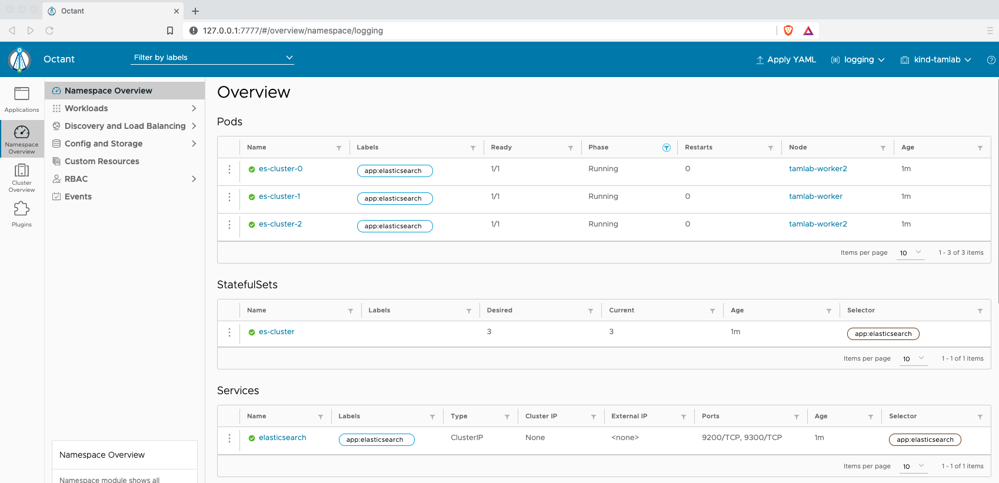 Octant
127.0.0.1:7777/#/overview/namespace/logging
Octant
Filter by labels
Apply YAML
logging
kind-tamlab
Applications
Namespace Overview
Cluster Overview
Plugins
Namespace Overview
Workloads
Discovery and Load Balancing
Config and Storage
Custom Resources
RBAC
Events
Namespace Overview
Namespace module shows all
Overview
Pods
Name Labels Ready Phase Restarts Node Age
es-cluster-0 app:elasticsearch 1/1 Running 0 tamlab-worker2 1m
es-cluster-1 app:elasticsearch 1/1 Running 0 tamlab-worker 1m
es-cluster-2 app:elasticsearch 1/1 Running 0 tamlab-worker2 1m
Items per page 10 1 - 3 of 3 items
StatefulSets
Name Labels Desired Current Age Selector
es-cluster 3 3 1m app:elasticsearch
Items per page 10 1 - 1 of 1 items
Services
Name Labels Type Cluster IP External IP Ports Age Selector
elasticsearch app:elasticsearch ClusterIP None <none> 9200/TCP, 9300/TCP 1m app:elasticsearch
Items per page 10 1 - 1 of 1 items